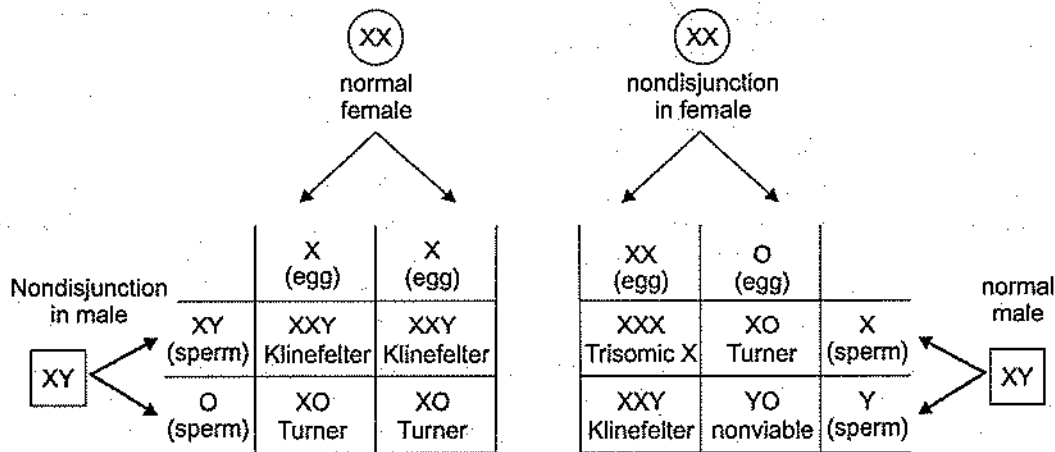 XX
normal
female
XX
nondisjunction
in female
X
(egg)
X
(egg)
XX
(egg)
O
(egg)
Nondisjunction
in male
normal
male
XY
XY
(sperm)
XXY
Klinefelter
XXY
Klinefelter
XXX
Trisomic X
XO
Turner
X
(sperm)
XY
O
(sperm)
XO
Turner
XO
Turner
XXY
Klinefelter
YO
nonviable
Y
(sperm)